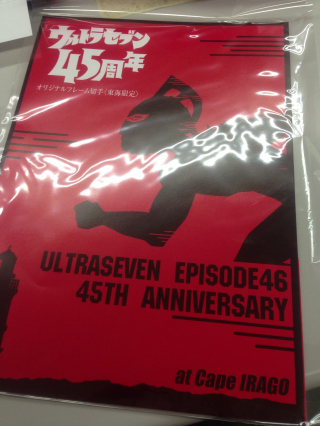 ウルトラセブン
45周年
オリジナルフレーム切手〈東海限定〉
ULTRASEVEN EPISODE46
45TH ANNIVERSARY
at Cape IRAGO